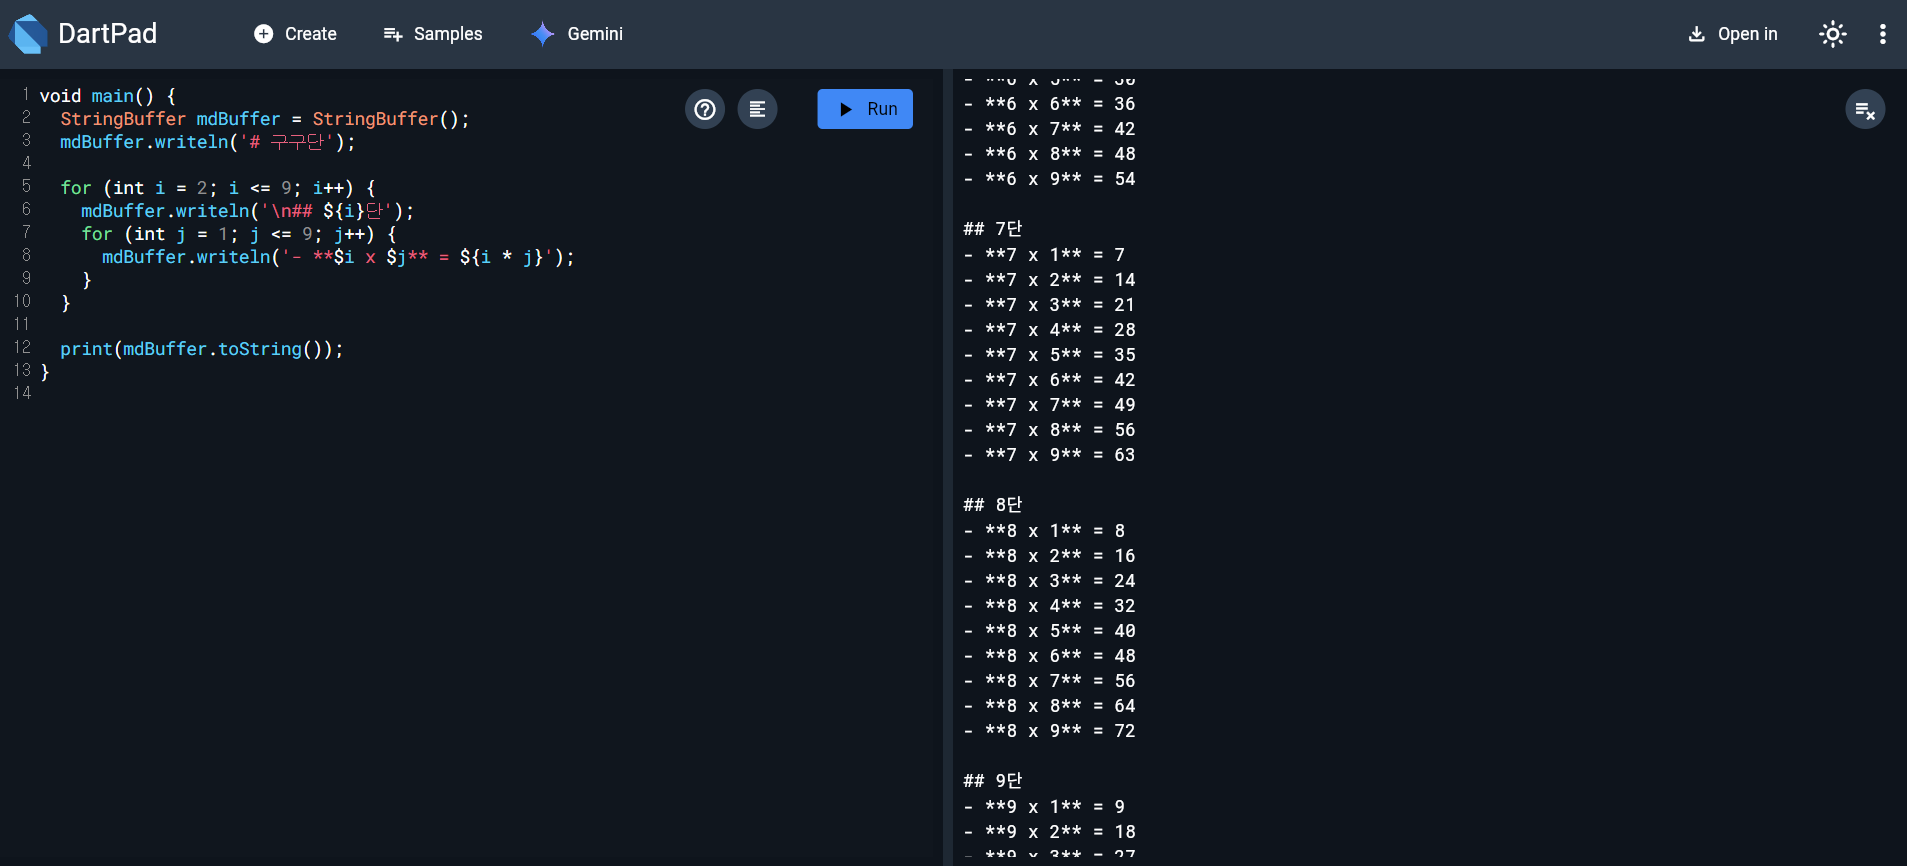 DartPad
Create
Samples
Gemini
Open in
1 void main() {
2   StringBuffer mdBuffer = StringBuffer();
3   mdBuffer.writeln('# 구구단');
4
5   for (int i = 2; i <= 9; i++) {
6     mdBuffer.writeln('\n## ${i}단');
7     for (int j = 1; j <= 9; j++) {
8       mdBuffer.writeln('- **$i x $j** = ${i * j}');
9     }
10   }
11
12   print(mdBuffer.toString());
13 }
14
Run
- **6 x 5** = 30
- **6 x 6** = 36
- **6 x 7** = 42
- **6 x 8** = 48
- **6 x 9** = 54
## 7단
- **7 x 1** = 7
- **7 x 2** = 14
- **7 x 3** = 21
- **7 x 4** = 28
- **7 x 5** = 35
- **7 x 6** = 42
- **7 x 7** = 49
- **7 x 8** = 56
- **7 x 9** = 63
## 8단
- **8 x 1** = 8
- **8 x 2** = 16
- **8 x 3** = 24
- **8 x 4** = 32
- **8 x 5** = 40
- **8 x 6** = 48
- **8 x 7** = 56
- **8 x 8** = 64
- **8 x 9** = 72
## 9단
- **9 x 1** = 9
- **9 x 2** = 18
- **9 x 3** = 27